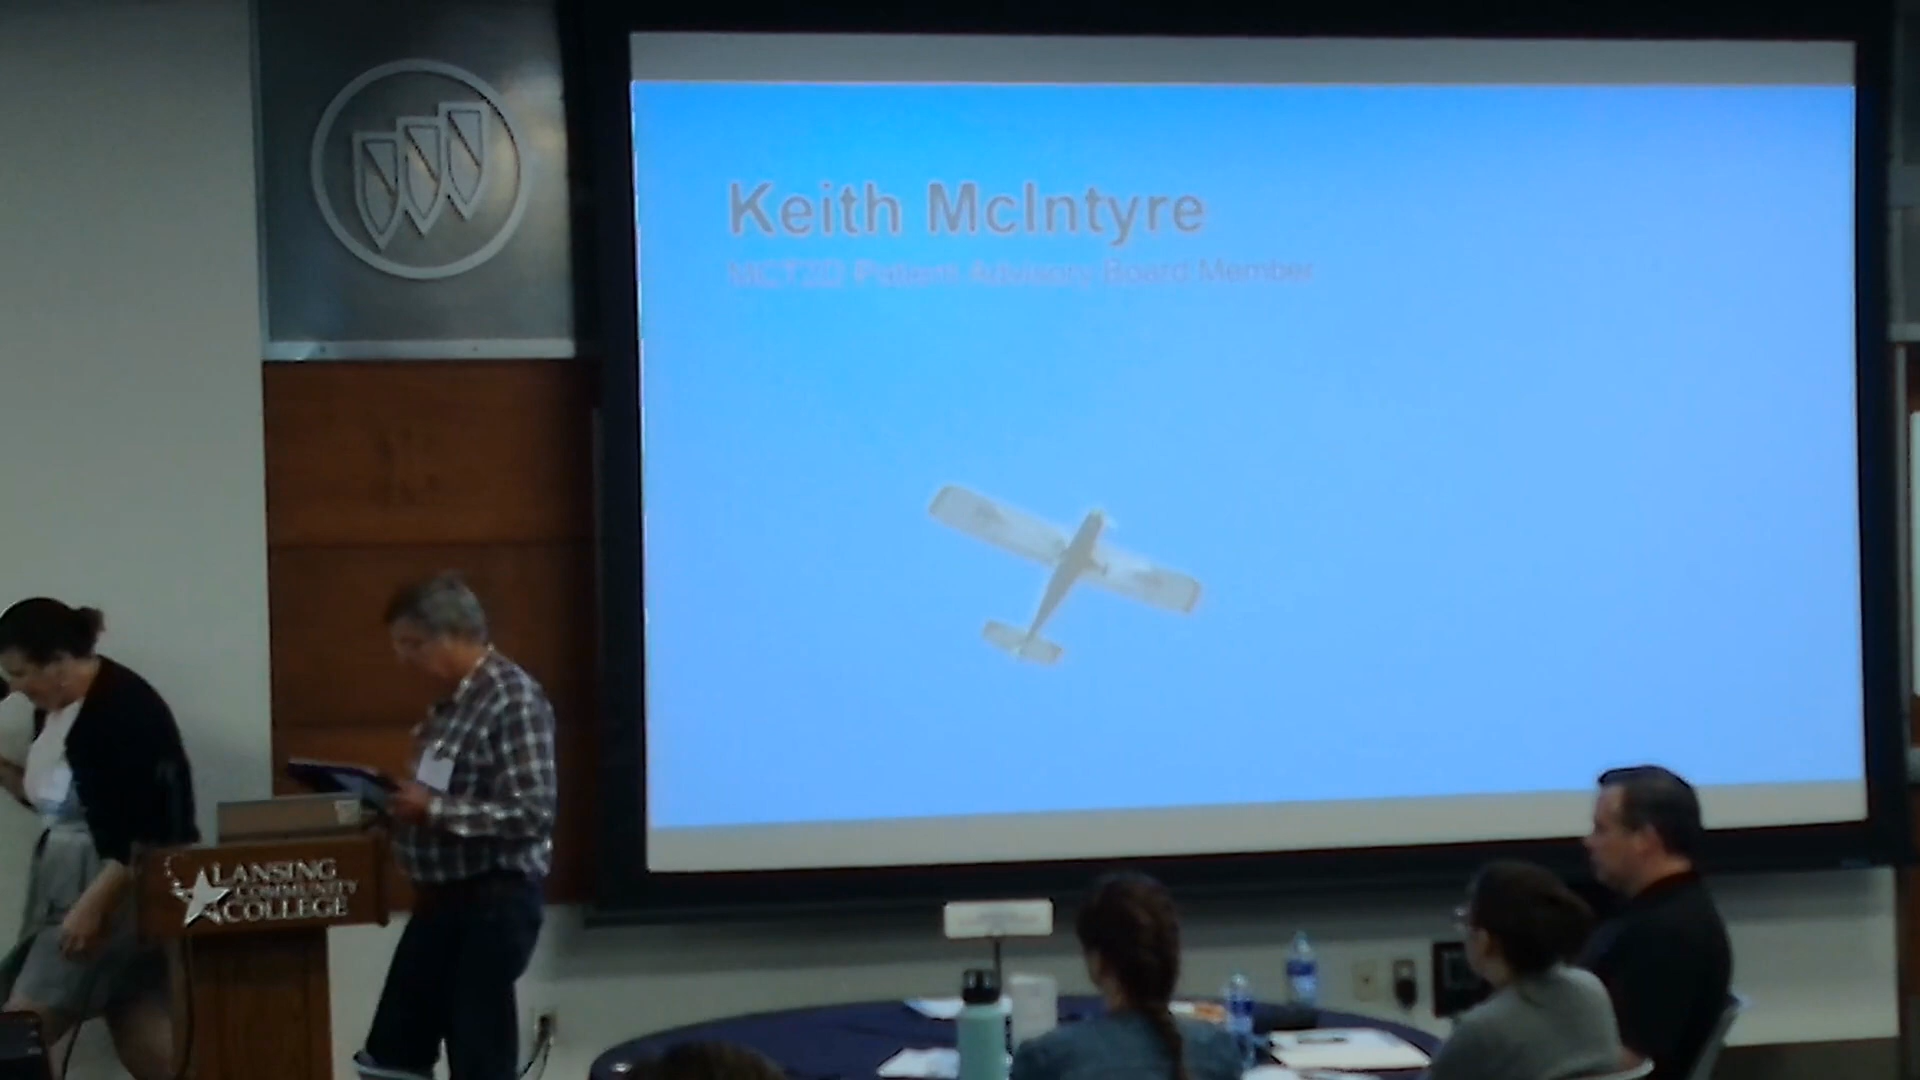 Keith McIntyre
MCT2D Patient Advisory Board Member
LANSING
COMMUNITY
COLLEGE